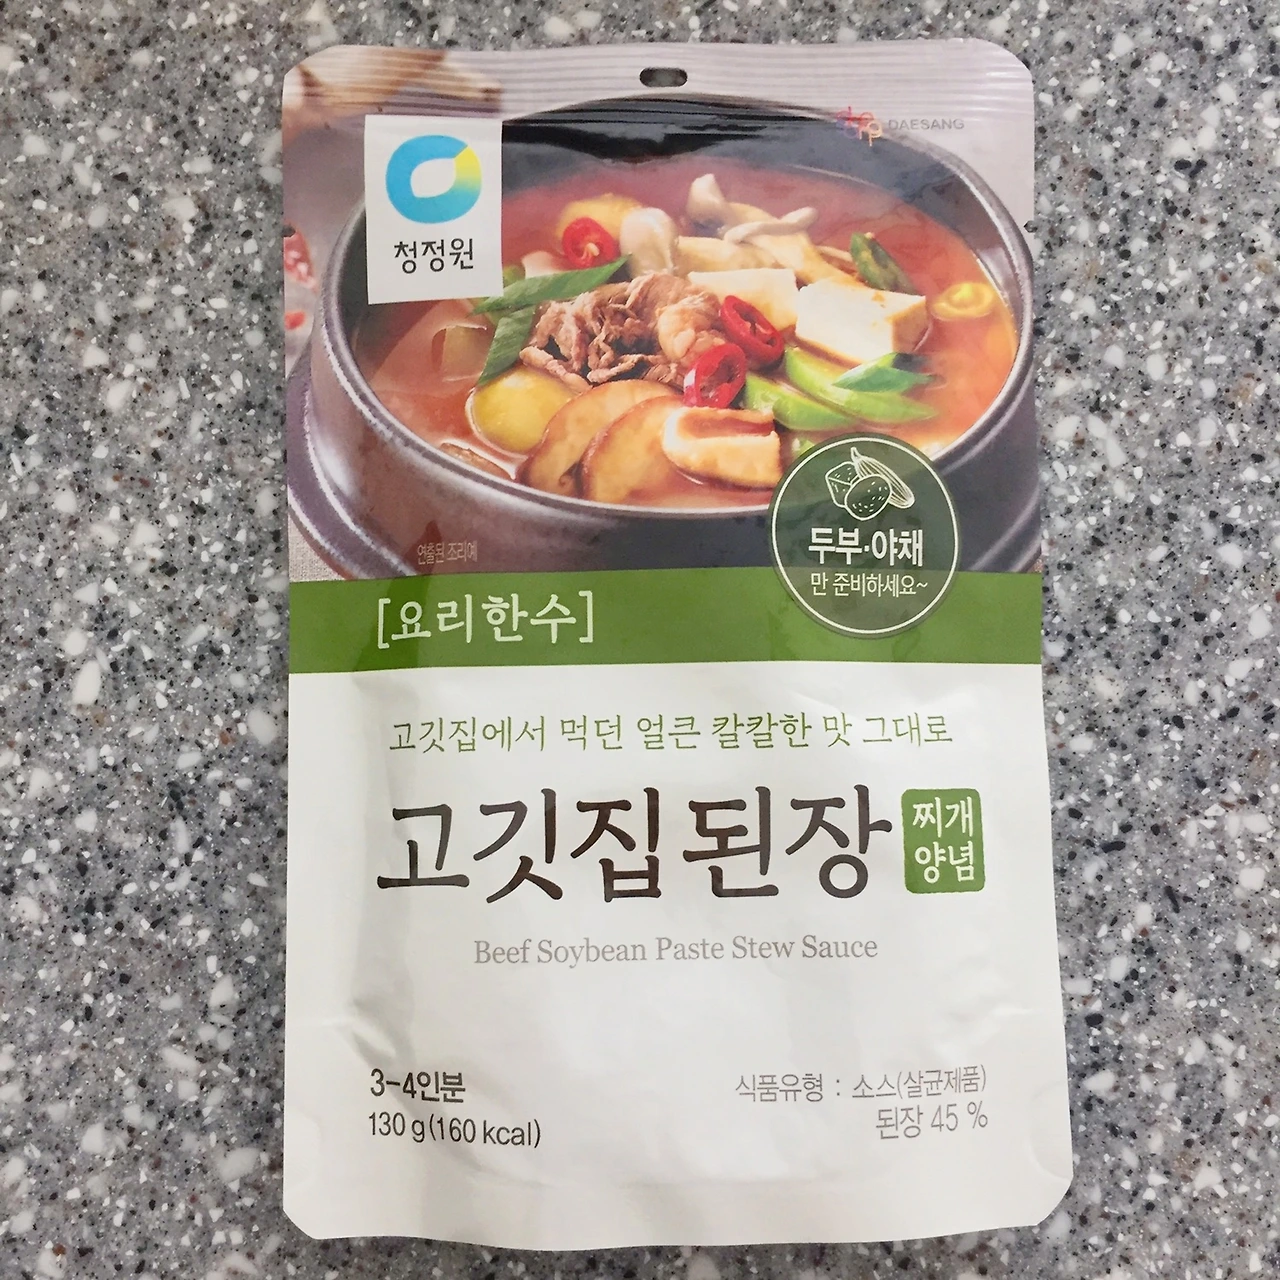 DAESANG
청정원
두부·야채
만 준비하세요~
연출된 조리예
[요리한수]
고깃집에서 먹던 얼큰 칼칼한 맛 그대로
고깃집된장
찌개
양념
Beef Soybean Paste Stew Sauce
3-4인분
130 g(160 kcal)
식품유형 : 소스(살균제품)
된장 45 %